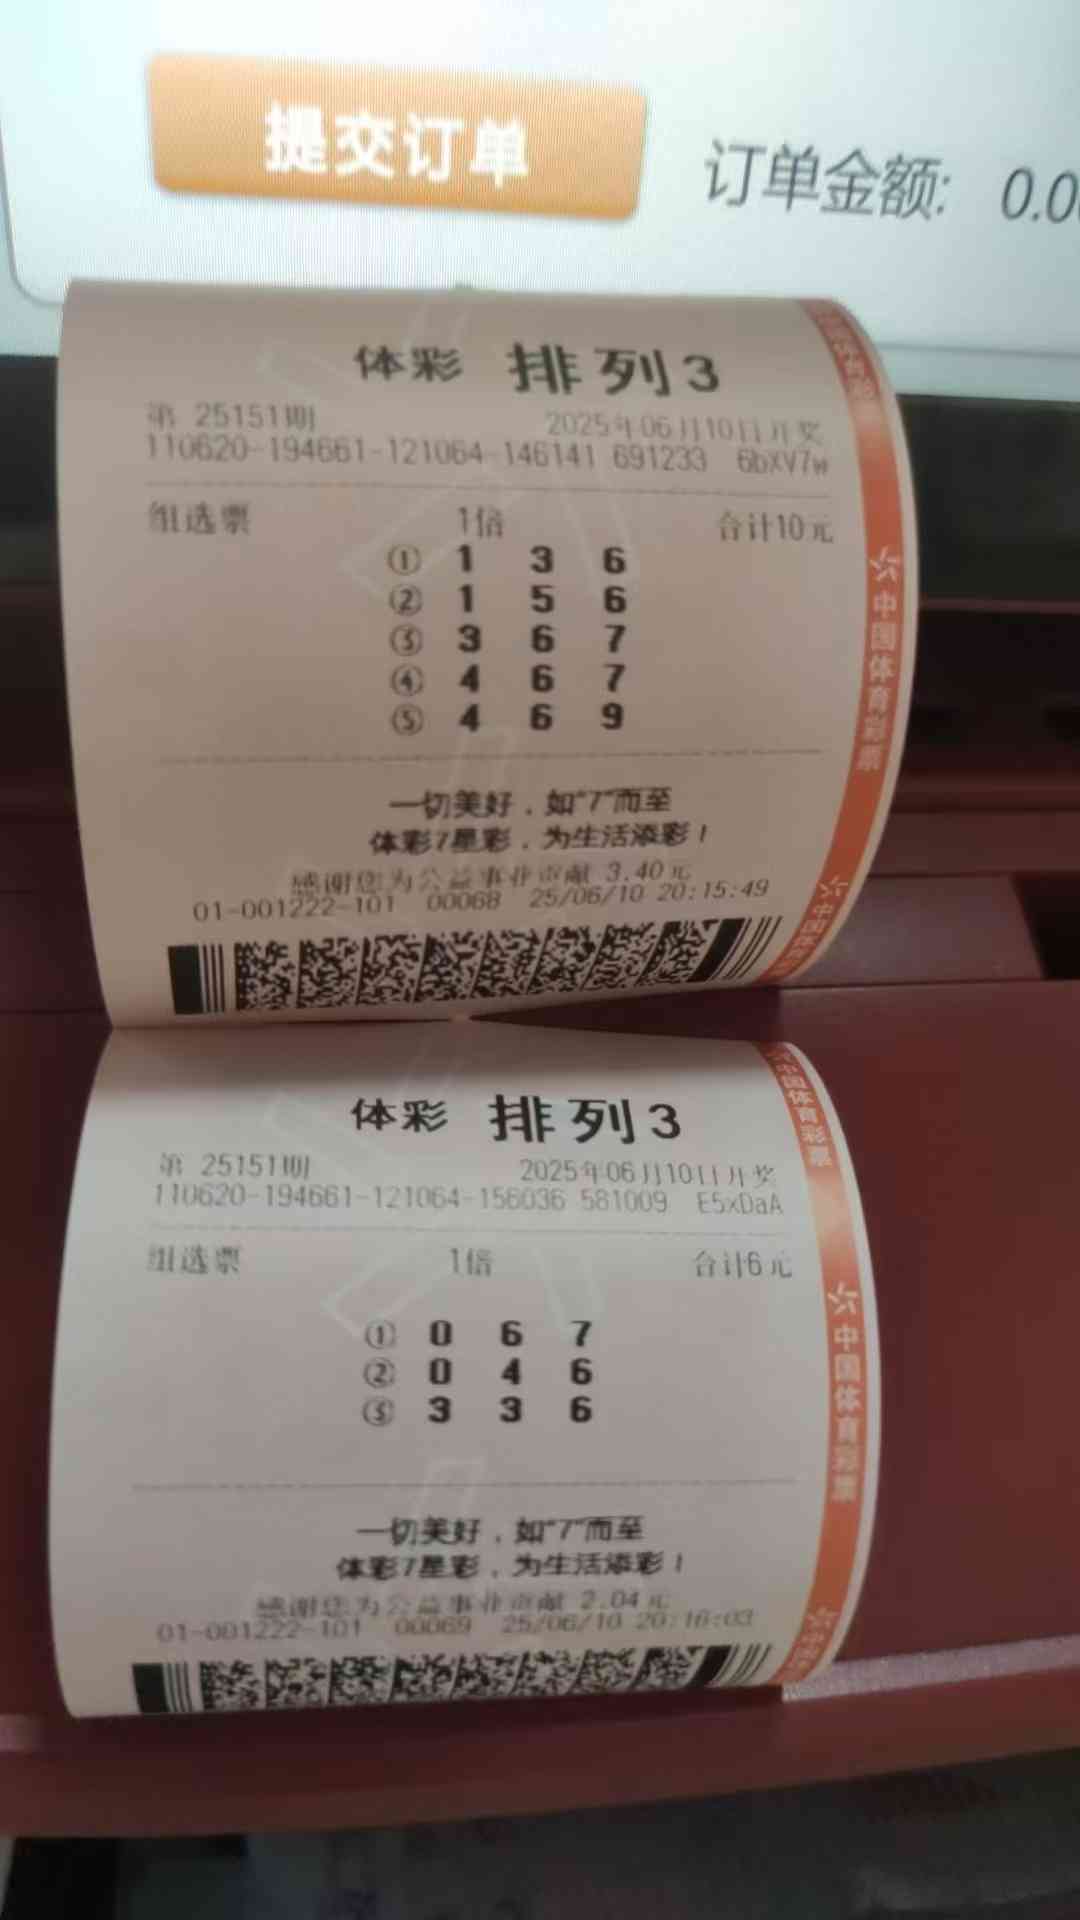 提交订单
订单金额: 0.0
体彩 排列3
第 25151期 2025年06月10日开奖
110620-194661-121064-146141 691233 6bXV7w
组选票 1倍 合计10元
① 1 3 6
② 1 5 6
③ 3 6 7
④ 4 6 7
⑤ 4 6 9
一切美好，如“7”而至
体彩7星彩，为生活添彩！
感谢您为公益事业贡献 3.40元
01-001222-101 00068 25/06/10 20:15:49
中国体育彩票
体彩 排列3
第 25151期 2025年06月10日开奖
110620-194661-121064-156036 581009 E5xDaA
组选票 1倍 合计6元
① 0 6 7
② 0 4 6
③ 3 3 6
一切美好，如“7”而至
体彩7星彩，为生活添彩！
感谢您为公益事业贡献 2.04元
01-001222-101 00069 25/06/10 20:16:03
中国体育彩票
中国体育彩票